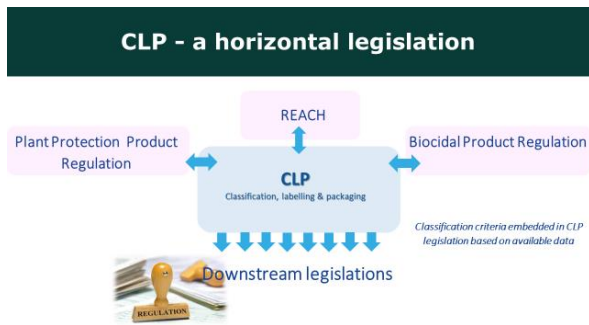 CLP - a horizontal legislation
REACH
Plant Protection Product
Regulation
Biocidal Product Regulation
CLP
Classification, labelling & packaging
Classification criteria embedded in CLP
legislation based on available data
Downstream legislations
REGULATION